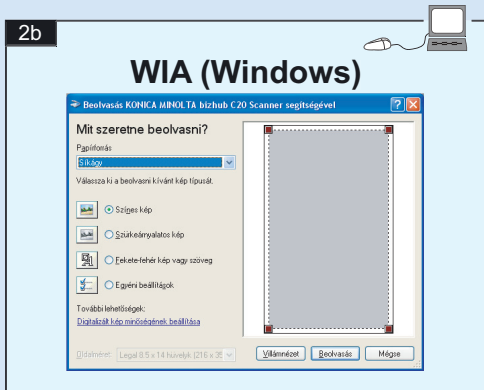 2b
WIA (Windows)
Beolvasás KONICA MINOLTA bizhub C20 Scanner segítségével
Mit szeretne beolvasni?
Papírforrás
Síkágy
Válassza ki a beolvasni kívánt kép típusát.
Színes kép
Szürkeárnyalatos kép
Fekete-fehér kép vagy szöveg
Egyéni beállítások
További lehetőségek:
Digitalizált kép minőségének beállítása
Oldalméret: Legal 8.5 x 14 hüvelyk (216 x 35
Villámnézet Beolvasás Mégse